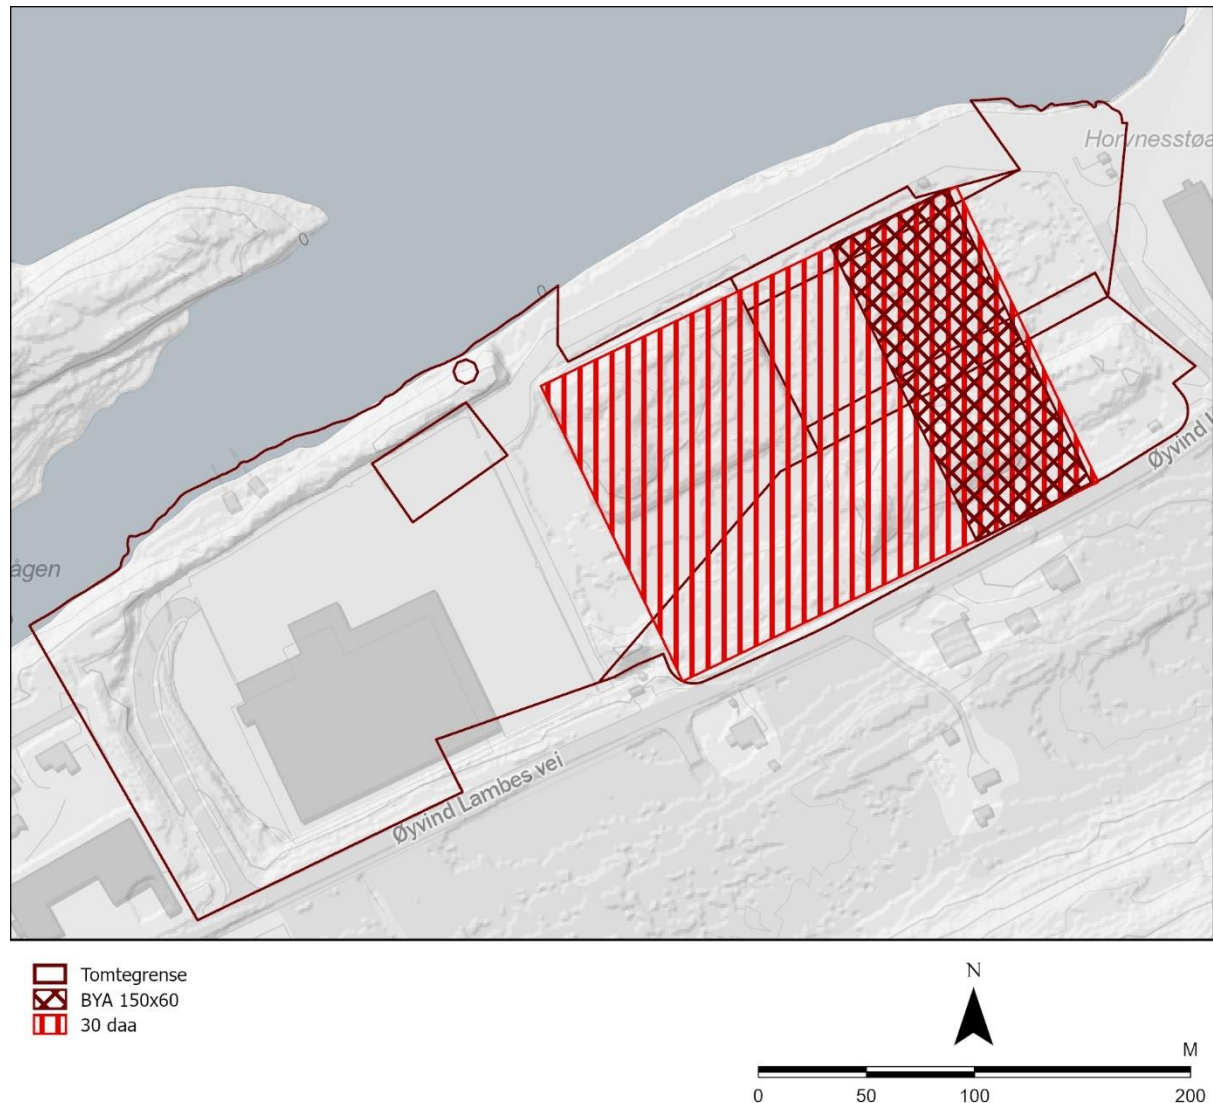 Horvnesstøa
0
0
Øyvind L
ågen
Øyvind Lambes vei
Tomtegrense
BYA 150x60
30 daa
N
M
0 50 100 200